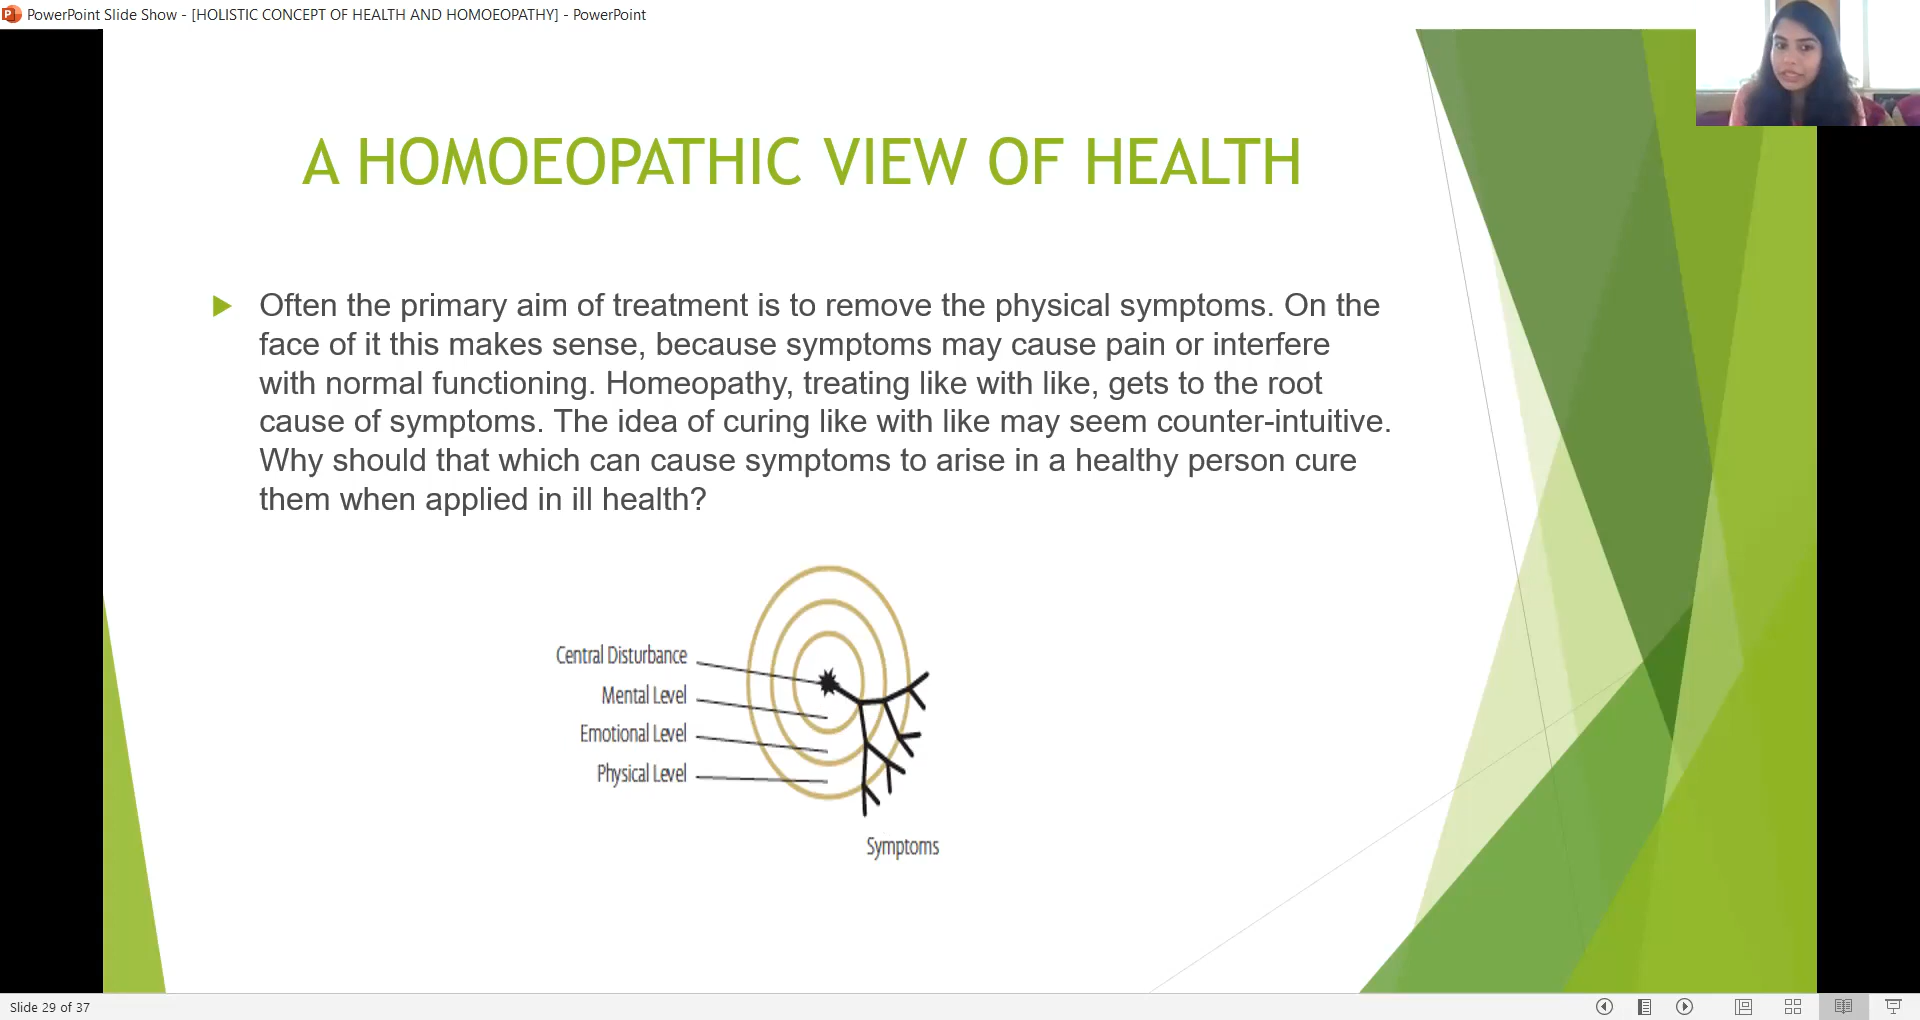 PowerPoint Slide Show - [HOLISTIC CONCEPT OF HEALTH AND HOMOEOPATHY] - PowerPoint
A HOMOEOPATHIC VIEW OF HEALTH
Often the primary aim of treatment is to remove the physical symptoms. On the
face of it this makes sense, because symptoms may cause pain or interfere
with normal functioning. Homeopathy, treating like with like, gets to the root
cause of symptoms. The idea of curing like with like may seem counter-intuitive.
Why should that which can cause symptoms to arise in a healthy person cure
them when applied in ill health?
Central Disturbance
Mental Level
Emotional Level
Physical Level
Symptoms
Slide 29 of 37